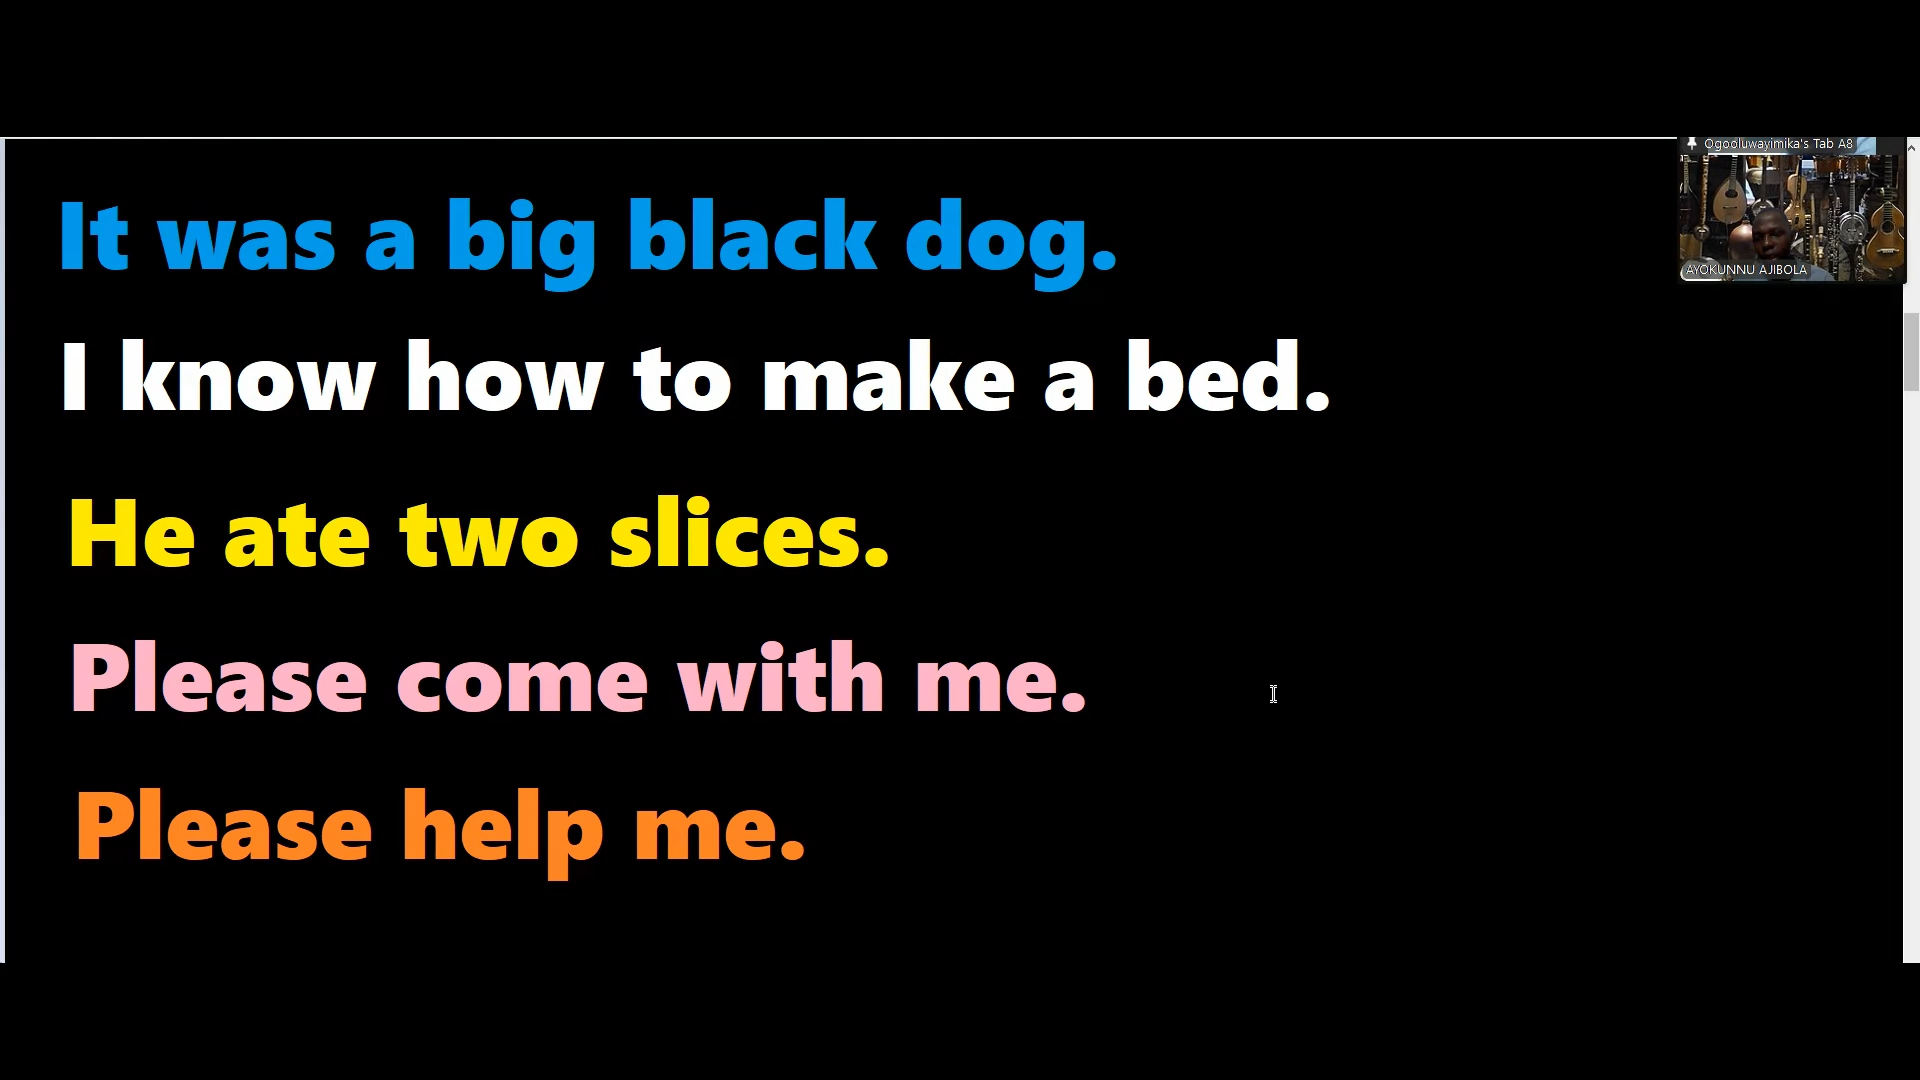 Ogooluwayimika's Tab A8
It was a big black dog.
AYOKUNNU AJIBOLA
I know how to make a bed.
He ate two slices.
Please come with me.
Please help me.